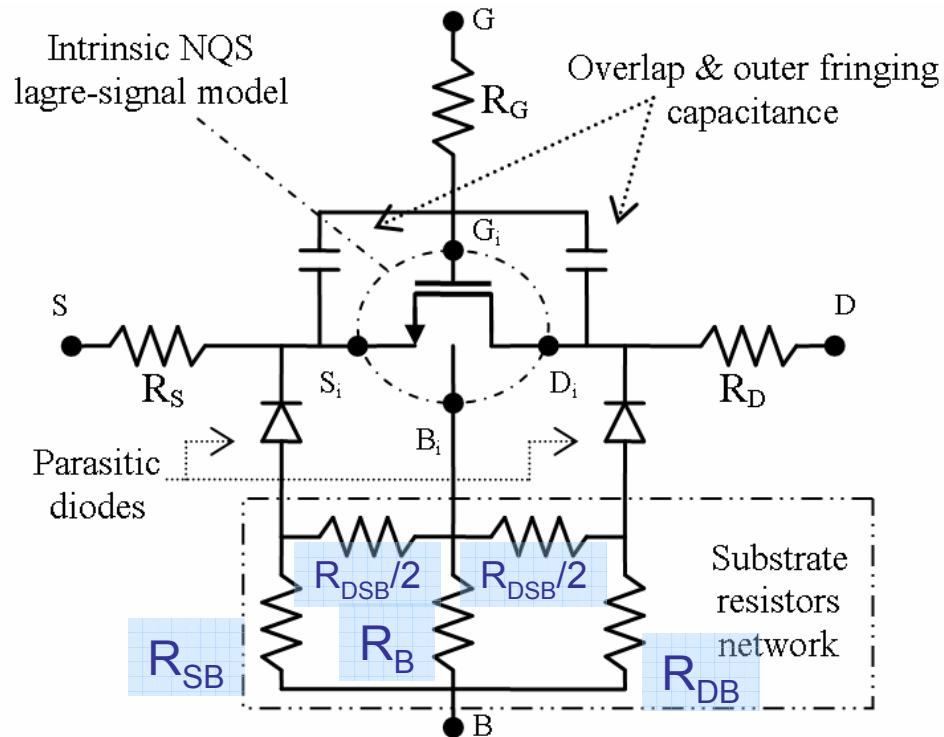 G
Intrinsic NQS
lagre-signal model
Overlap & outer fringing
capacitance
R_G
G_i
S
D
R_S
S_i
D_i
R_D
B_i
Parasitic
diodes
R_DSB/2
R_DSB/2
Substrate
resistors
network
R_SB
R_B
R_DB
B